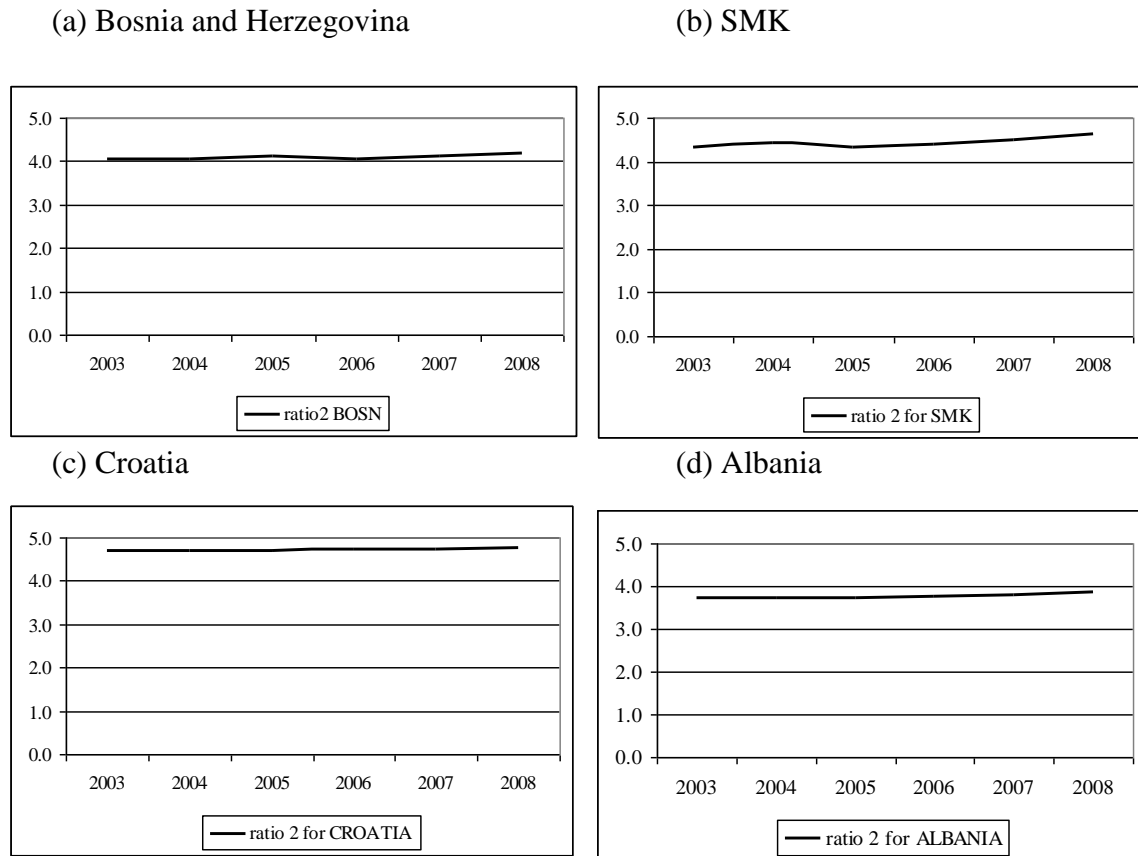 (a) Bosnia and Herzegovina
(b) SMK
5.0
4.0
3.0
2.0
1.0
0.0
2003 2004 2005 2006 2007 2008
ratio2 BOSN
5.0
4.0
3.0
2.0
1.0
0.0
2003 2004 2005 2006 2007 2008
ratio 2 for SMK
(c) Croatia
(d) Albania
5.0
4.0
3.0
2.0
1.0
0.0
2003 2004 2005 2006 2007 2008
ratio 2 for CROATIA
5.0
4.0
3.0
2.0
1.0
0.0
2003 2004 2005 2006 2007 2008
ratio 2 for ALBANIA